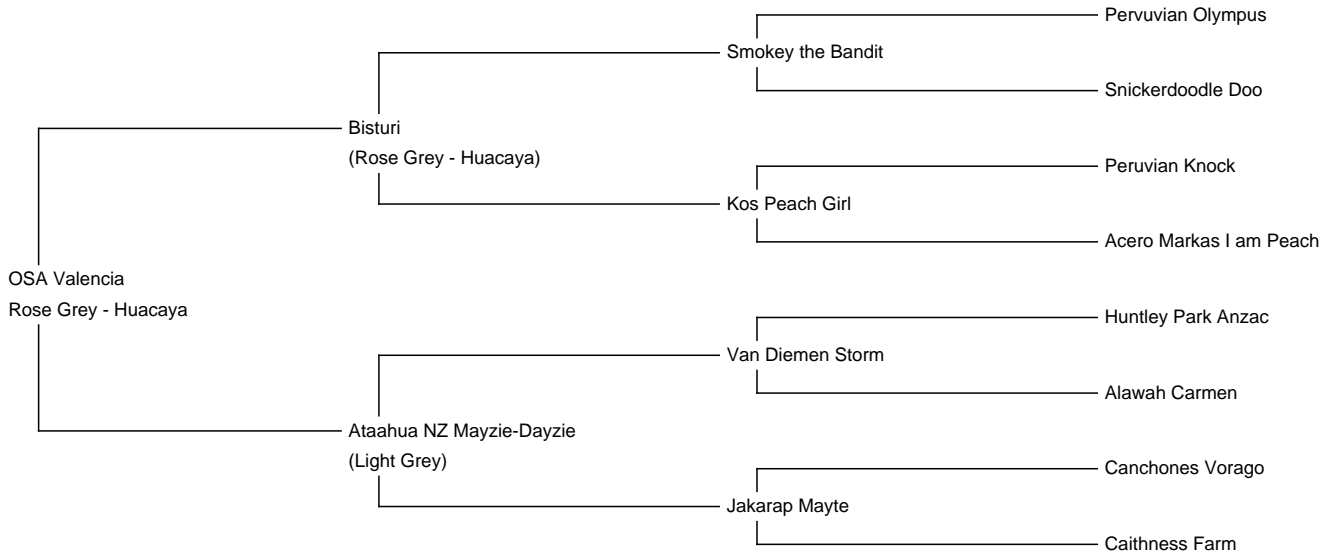 Pervuvian Olympus
Smokey the Bandit
Snickerdoodle Doo
Bisturi
(Rose Grey - Huacaya)
Peruvian Knock
Kos Peach Girl
Acero Markas I am Peach
OSA Valencia
Rose Grey - Huacaya
Huntley Park Anzac
Van Diemen Storm
Alawah Carmen
Ataahua NZ Mayzie-Dayzie
(Light Grey)
Canchones Vorago
Jakarap Mayte
Caithness Farm